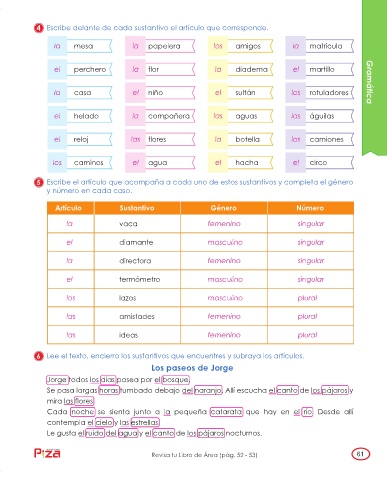 4 Escribe delante de cada sustantivo el artículo que corresponde.
la mesa la papelera los amigos la matrícula
el perchero la flor la diadema el martillo
la casa el niño el sultán los rotuladores
el helado la compañera las aguas las águilas
el reloj las flores la botella los camiones
los caminos el agua el hacha el circo
Gramática
5 Escribe el artículo que acompaña a cada uno de estos sustantivos y completa el género
y número en cada caso.
Artículo Sustantivo Género Número
la vaca femenino singular
el diamante masculino singular
la directora femenino singular
el termómetro masculino singular
los lazos masculino plural
las amistades femenino plural
las ideas femenino plural
6 Lee el texto, encierra los sustantivos que encuentres y subraya los artículos.
Los paseos de Jorge
Jorge todos los días pasea por el bosque.
Se pasa largas horas tumbado debajo del naranjo. Allí escucha el canto de los pájaros y
mira las flores.
Cada noche se sienta junto a la pequeña catarata que hay en el río. Desde allí
contempla el cielo y las estrellas.
Le gusta el ruido del agua y el canto de los pájaros nocturnos.
Piza Revisa tu Libro de Área (pág. 52 - 53) 61